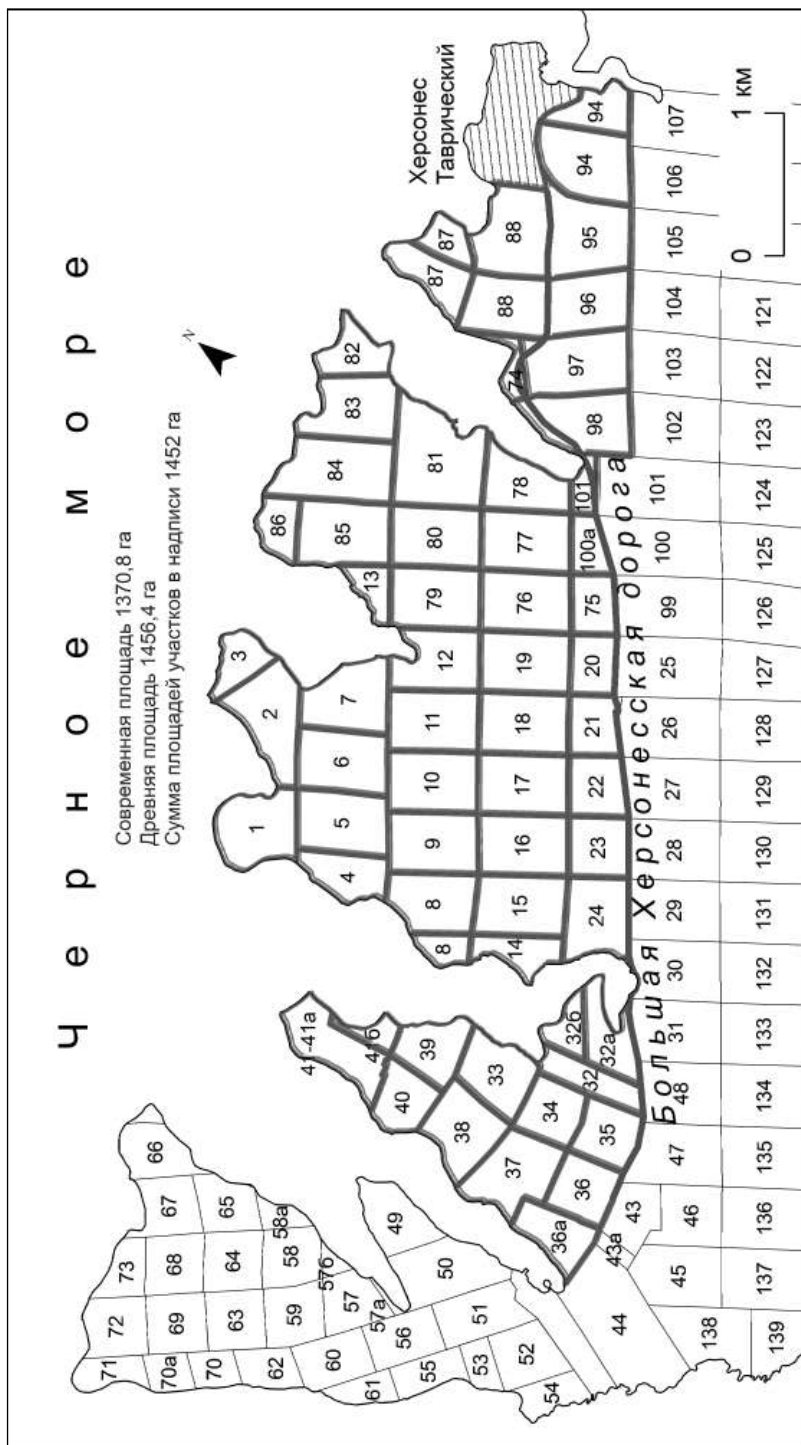 Ч е р н о е м о р е
Современная площадь 1370,8 га
Древняя площадь 1456,4 га
Сумма площадей участков в надписи 1452 га
N
Херсонес
Таврический
71 72 73 66
70а 69 68 67
70 63 64 65
62 59 58 58а
60 57 57б
61 56 57а 49
55 51 50
53 52
54 44
1 2 3 86 84 83 82
4 5 6 7 13 85
8 8 9 10 11 12 79 80 81
14 15 16 17 18 19 76 77 78
24 23 22 21 20 75 100а 101
87 87
88 88
74
98 97 96 95 94 94
41-41а 41б
40 39
38 33
37 34 32 32б
36а 36 35 32а
Большая Херсонесская дорога
43а 43 47 48 31 30 29 28 27 26 25 99 100 101 102 103 104 105 106 107
45 46
138
139 137 136 135 134 133 132 131 130 129 128 127 126 125 124 123 122 121
0 1 км